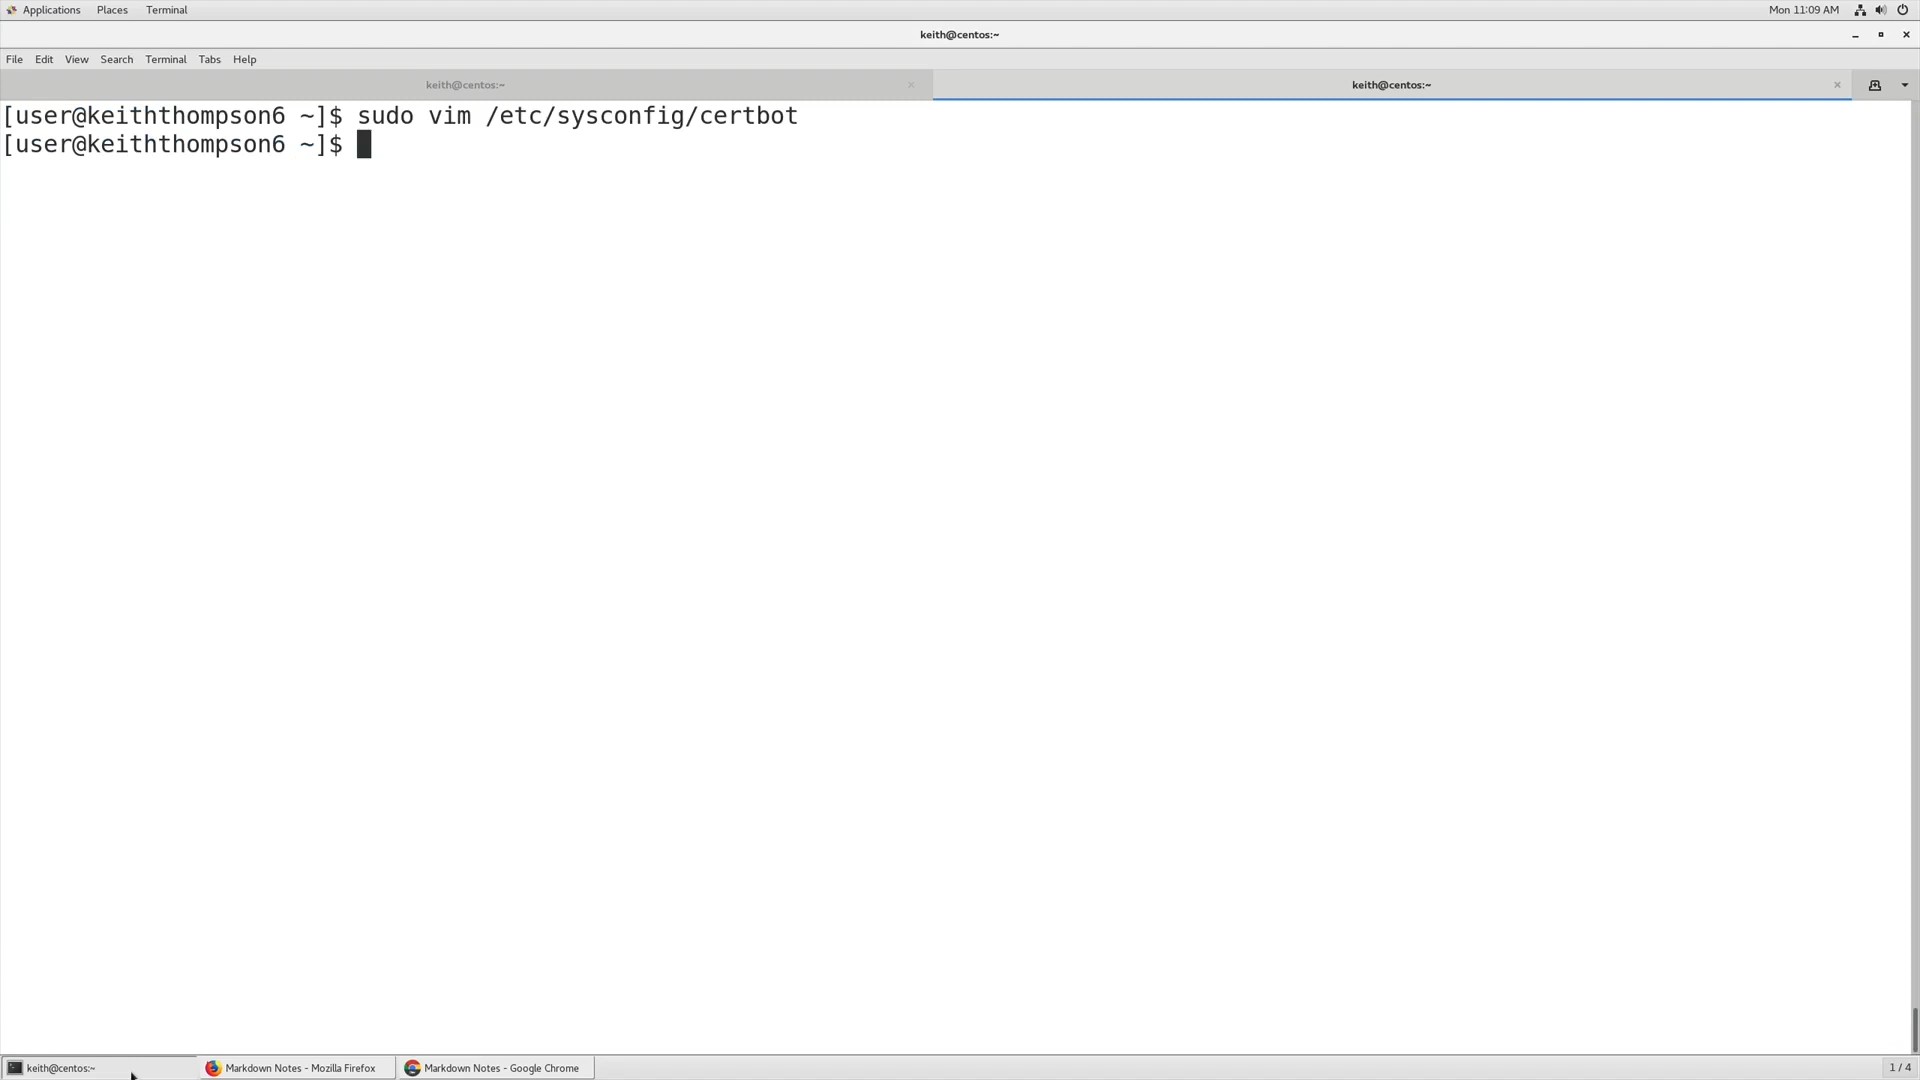 Applications Places Terminal Mon 11:09 AM
keith@centos:~
File Edit View Search Terminal Tabs Help
keith@centos:~ keith@centos:~
[user@keiththompson6 ~]$ sudo vim /etc/sysconfig/certbot
[user@keiththompson6 ~]$
keith@centos:~ Markdown Notes - Mozilla Firefox Markdown Notes - Google Chrome 1 / 4